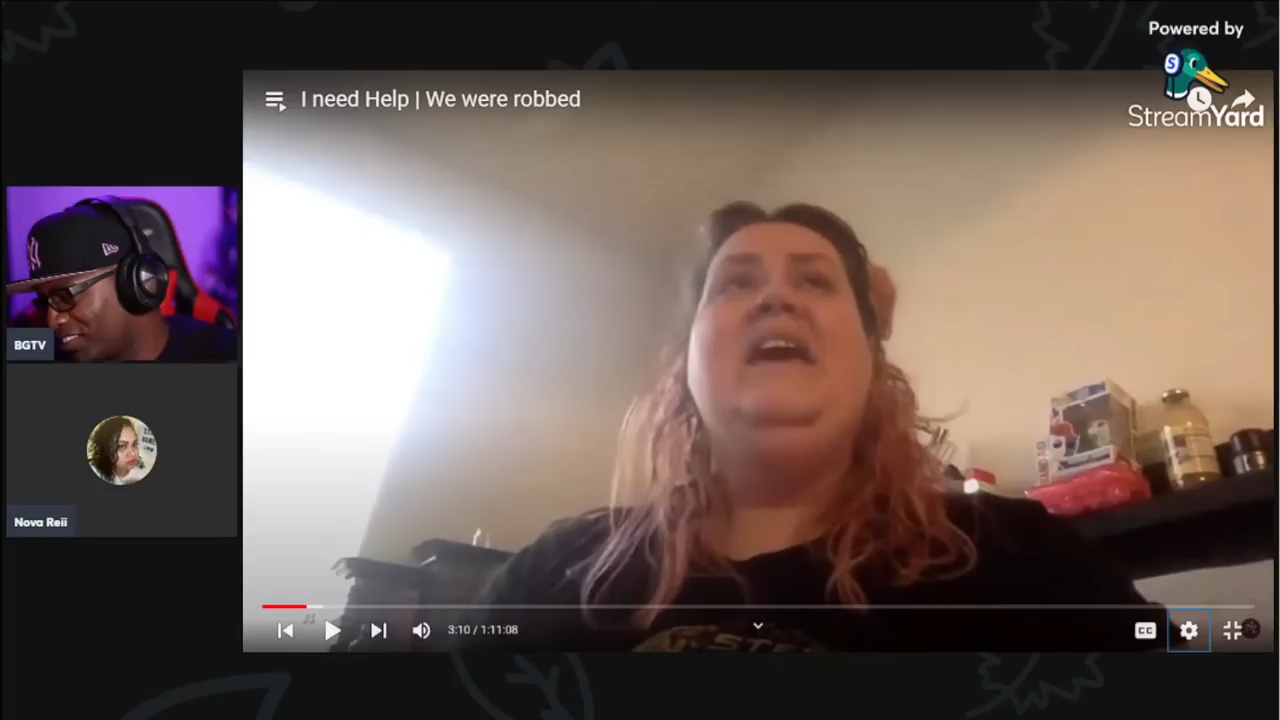 Powered by
StreamYard
I need Help | We were robbed
BGTV
Nova Reii
3:10 / 1:11:08
CC